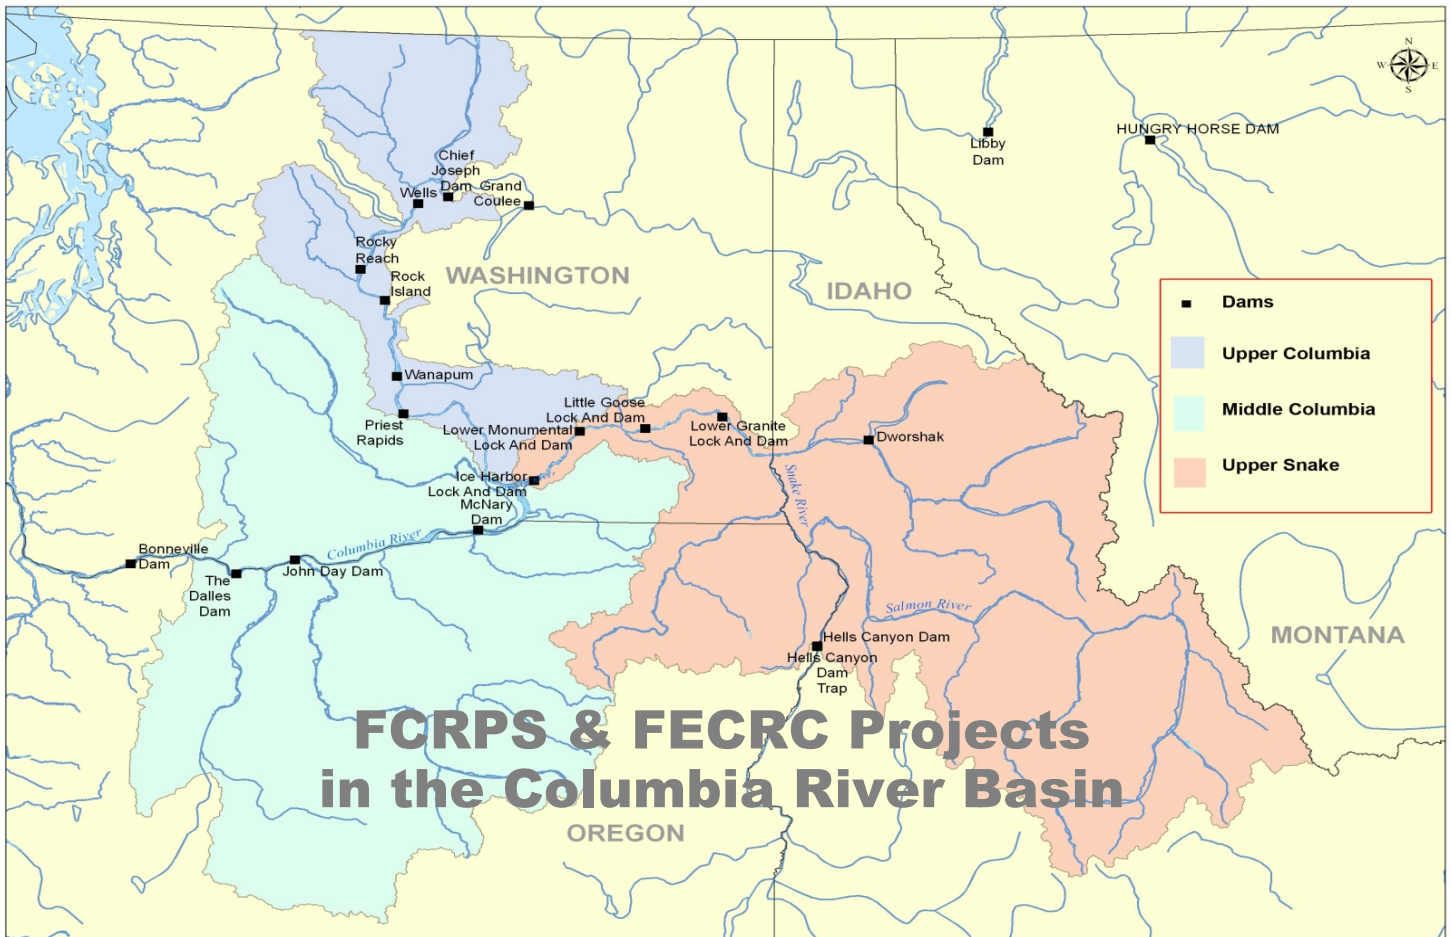 N
W
E
S
HUNGRY HORSE DAM
Libby
Dam
Chief
Joseph
Dam
Wells
Grand
Coulee
Rocky
Reach
Rock
Island
WASHINGTON
IDAHO
Dams
Upper Columbia
Middle Columbia
Upper Snake
Wanapum
Priest
Rapids
Little Goose
Lock And Dam
Lower Monumental
Lock And Dam
Lower Granite
Lock And Dam
Dworshak
Ice Harbor
Lock And Dam
McNary
Dam
Snake River
Columbia River
Bonneville
Dam
The
Dalles
Dam
John Day Dam
Salmon River
MONTANA
Hells Canyon Dam
Hells Canyon
Dam
Trap
FCRPS & FECRC Projects
in the Columbia River Basin
OREGON